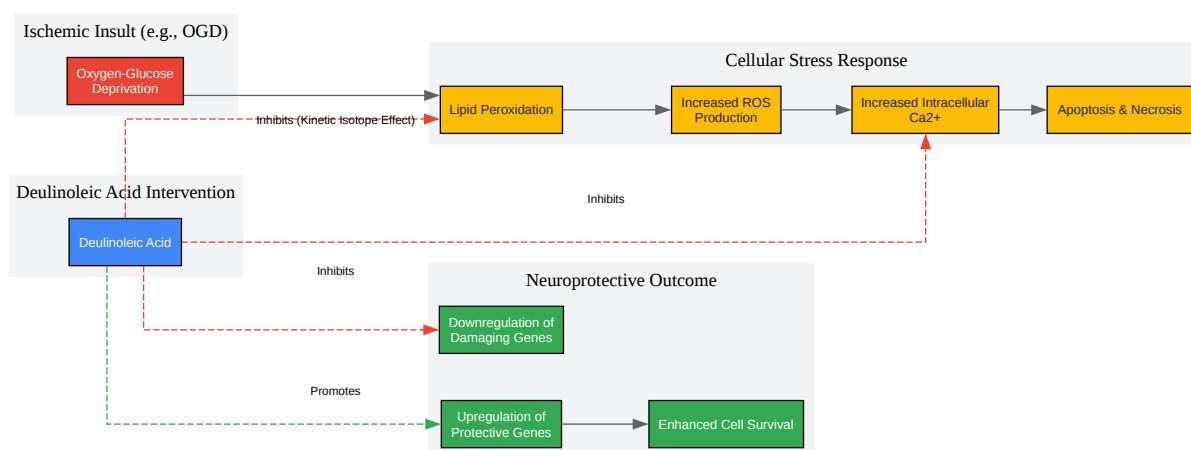 Ischemic Insult (e.g., OGD)
Oxygen-Glucose
Deprivation
Cellular Stress Response
Lipid Peroxidation
Increased ROS
Production
Increased Intracellular
Ca2+
Apoptosis & Necrosis
Inhibits (Kinetic Isotope Effect)
Deulinoleic Acid Intervention
Deulinoleic Acid
Inhibits
Inhibits
Neuroprotective Outcome
Downregulation of
Damaging Genes
Promotes
Upregulation of
Protective Genes
Enhanced Cell Survival